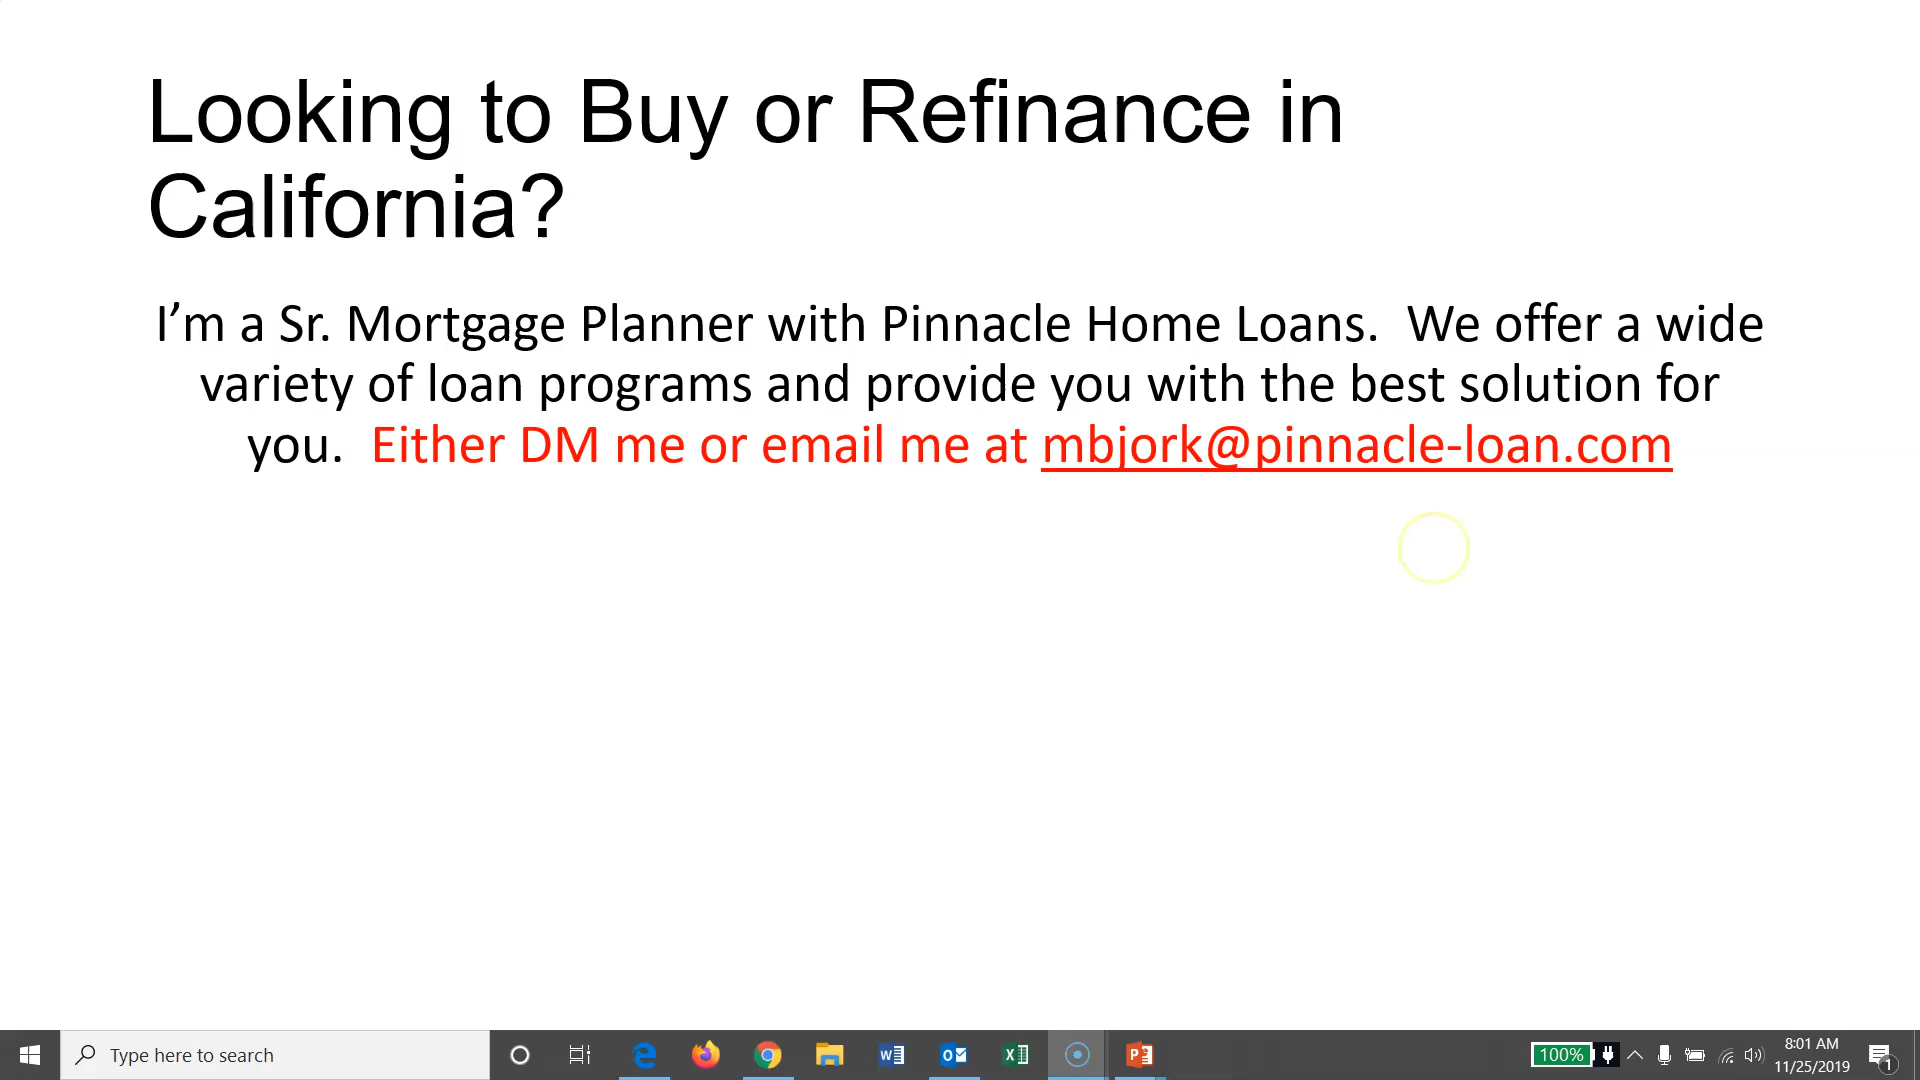 Looking to Buy or Refinance in
California?
I’m a Sr. Mortgage Planner with Pinnacle Home Loans.  We offer a wide
variety of loan programs and provide you with the best solution for
you.  Either DM me or email me at mbjork@pinnacle-loan.com
Type here to search
100%
8:01 AM
11/25/2019
1